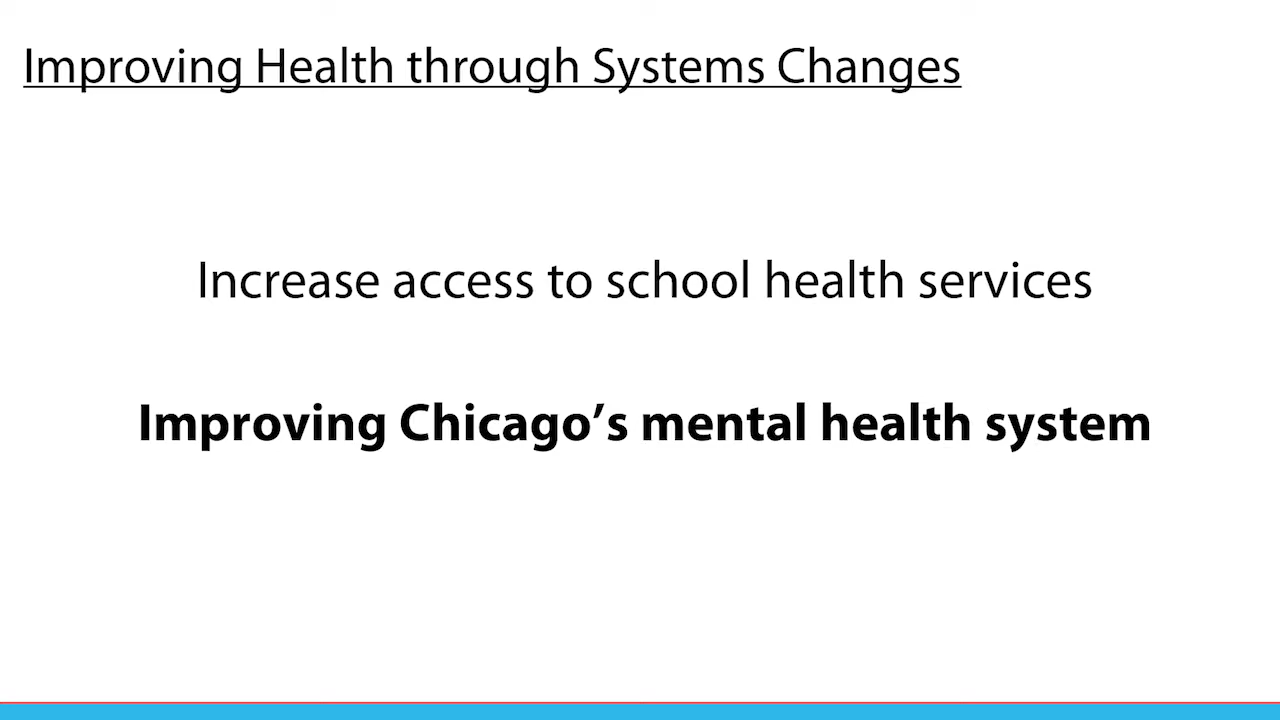 Improving Health through Systems Changes
Increase access to school health services
Improving Chicago’s mental health system